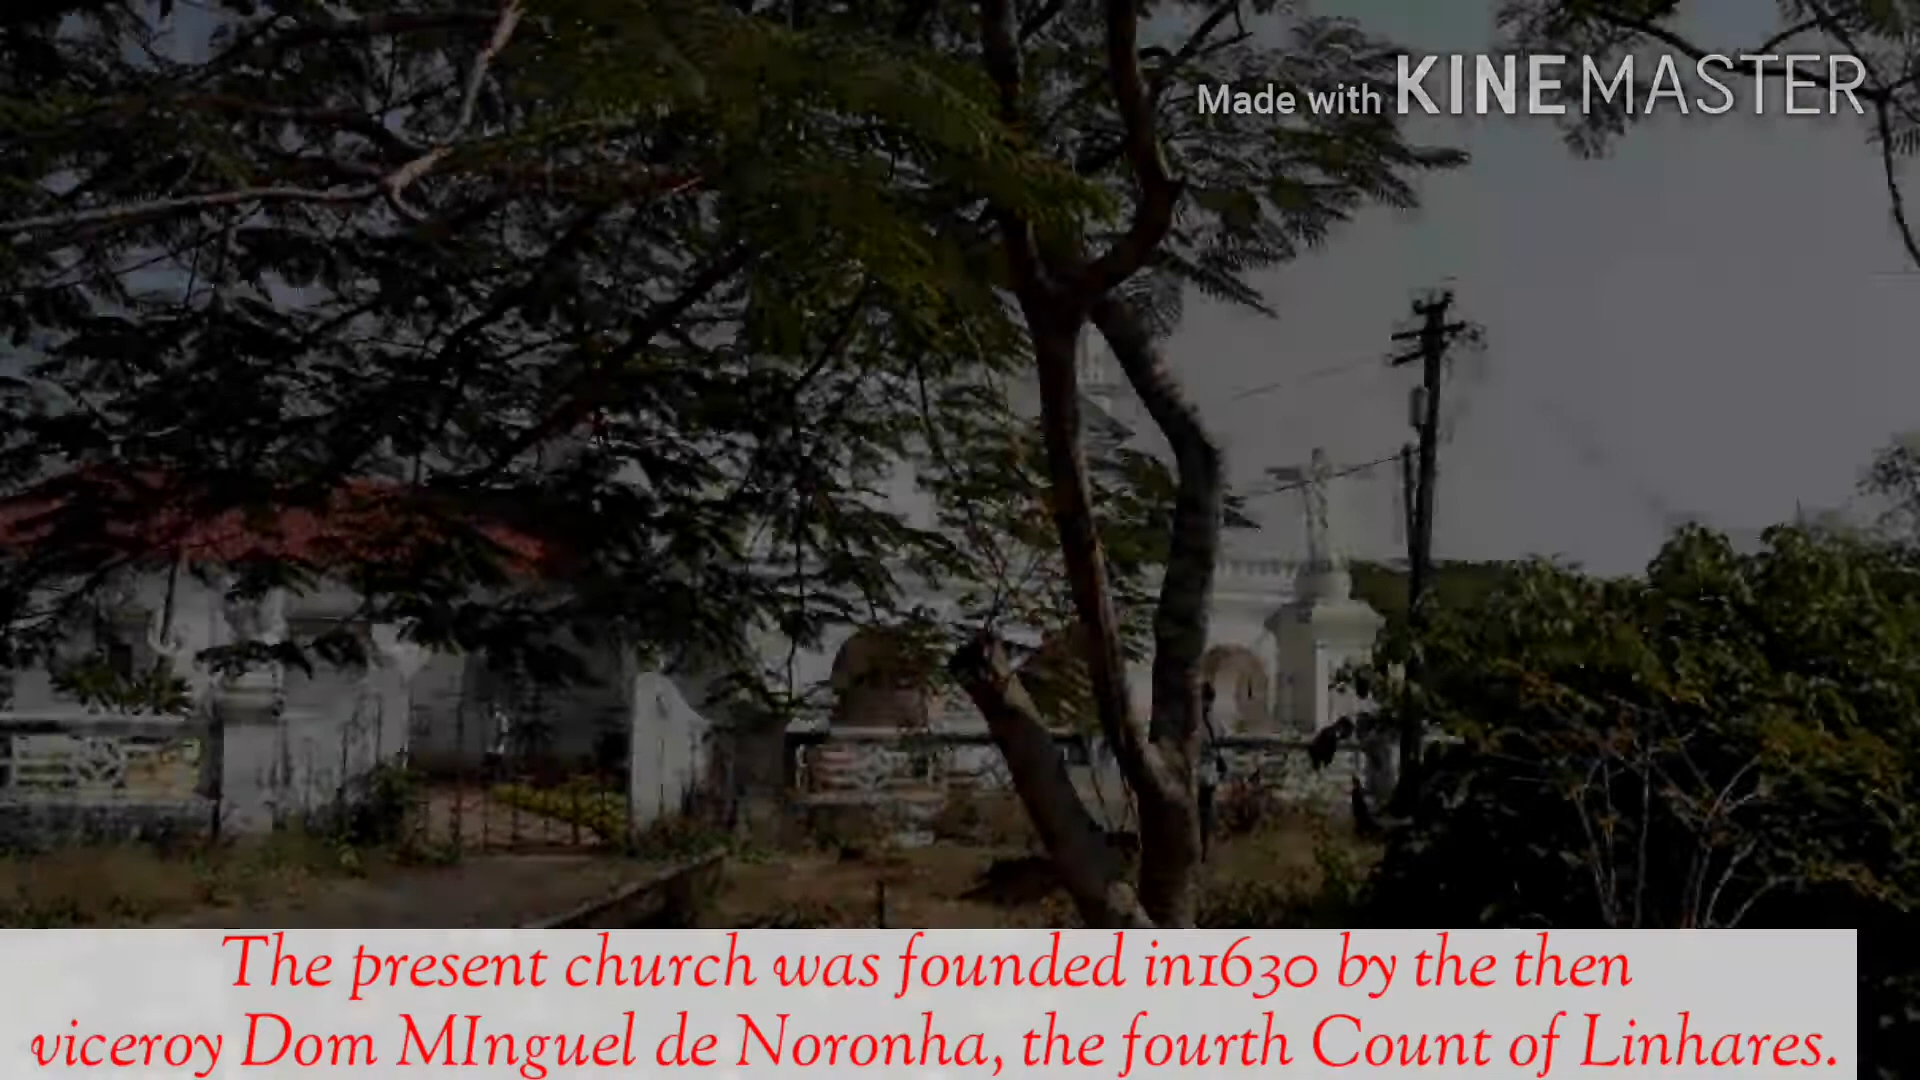 Made with KINEMASTER
The present church was founded in1630 by the then
viceroy Dom MInguel de Noronha, the fourth Count of Linhares.